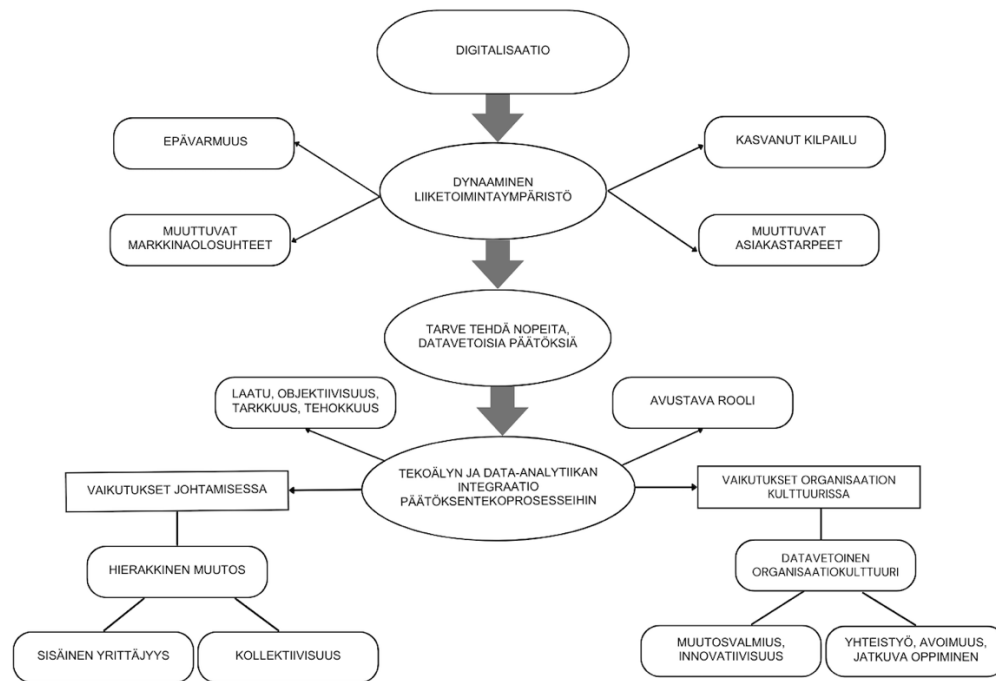 DIGITALISAATIO
EPÄVARMUUS
KASVANUT KILPAILU
DYNAAMINEN
LIIKETOIMINTAYMPÄRISTÖ
MUUTTUVAT
MARKKINAOLOSUHTEET
MUUTTUVAT
ASIAKASTARPEET
TARVE TEHDÄ NOPEITA,
DATAVETOISIA PÄÄTÖKSIÄ
LAATU, OBJEKTIIVISUUS,
TARKKUUS, TEHOKKUUS
AVUSTAVA ROOLI
TEKOÄLYN JA DATA-ANALYTIIKAN
INTEGRAATIO
PÄÄTÖKSENTEKOPROSESSEIHIN
VAIKUTUKSET JOHTAMISESSA
VAIKUTUKSET ORGANISAATION
KULTTUURISSA
HIERAKKINEN MUUTOS
DATAVETOINEN
ORGANISAATIOKULTTUURI
SISÄINEN YRITTÄJYYS
KOLLEKTIIVISUUS
MUUTOSVALMIUS,
INNOVATIIVISUUS
YHTEISTYÖ, AVOIMUUS,
JATKUVA OPPIMINEN